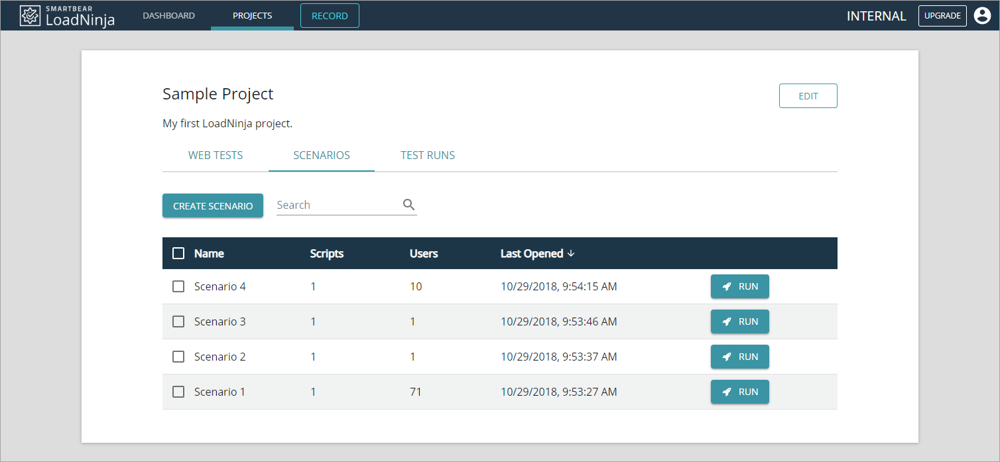 SMARTBEAR
LoadNinja
DASHBOARD PROJECTS RECORD INTERNAL UPGRADE
Sample Project EDIT
My first LoadNinja project.
WEB TESTS SCENARIOS TEST RUNS
CREATE SCENARIO Search
Name Scripts Users Last Opened
Scenario 4 1 10 10/29/2018, 9:54:15 AM RUN
Scenario 3 1 1 10/29/2018, 9:53:46 AM RUN
Scenario 2 1 1 10/29/2018, 9:53:37 AM RUN
Scenario 1 1 71 10/29/2018, 9:53:27 AM RUN